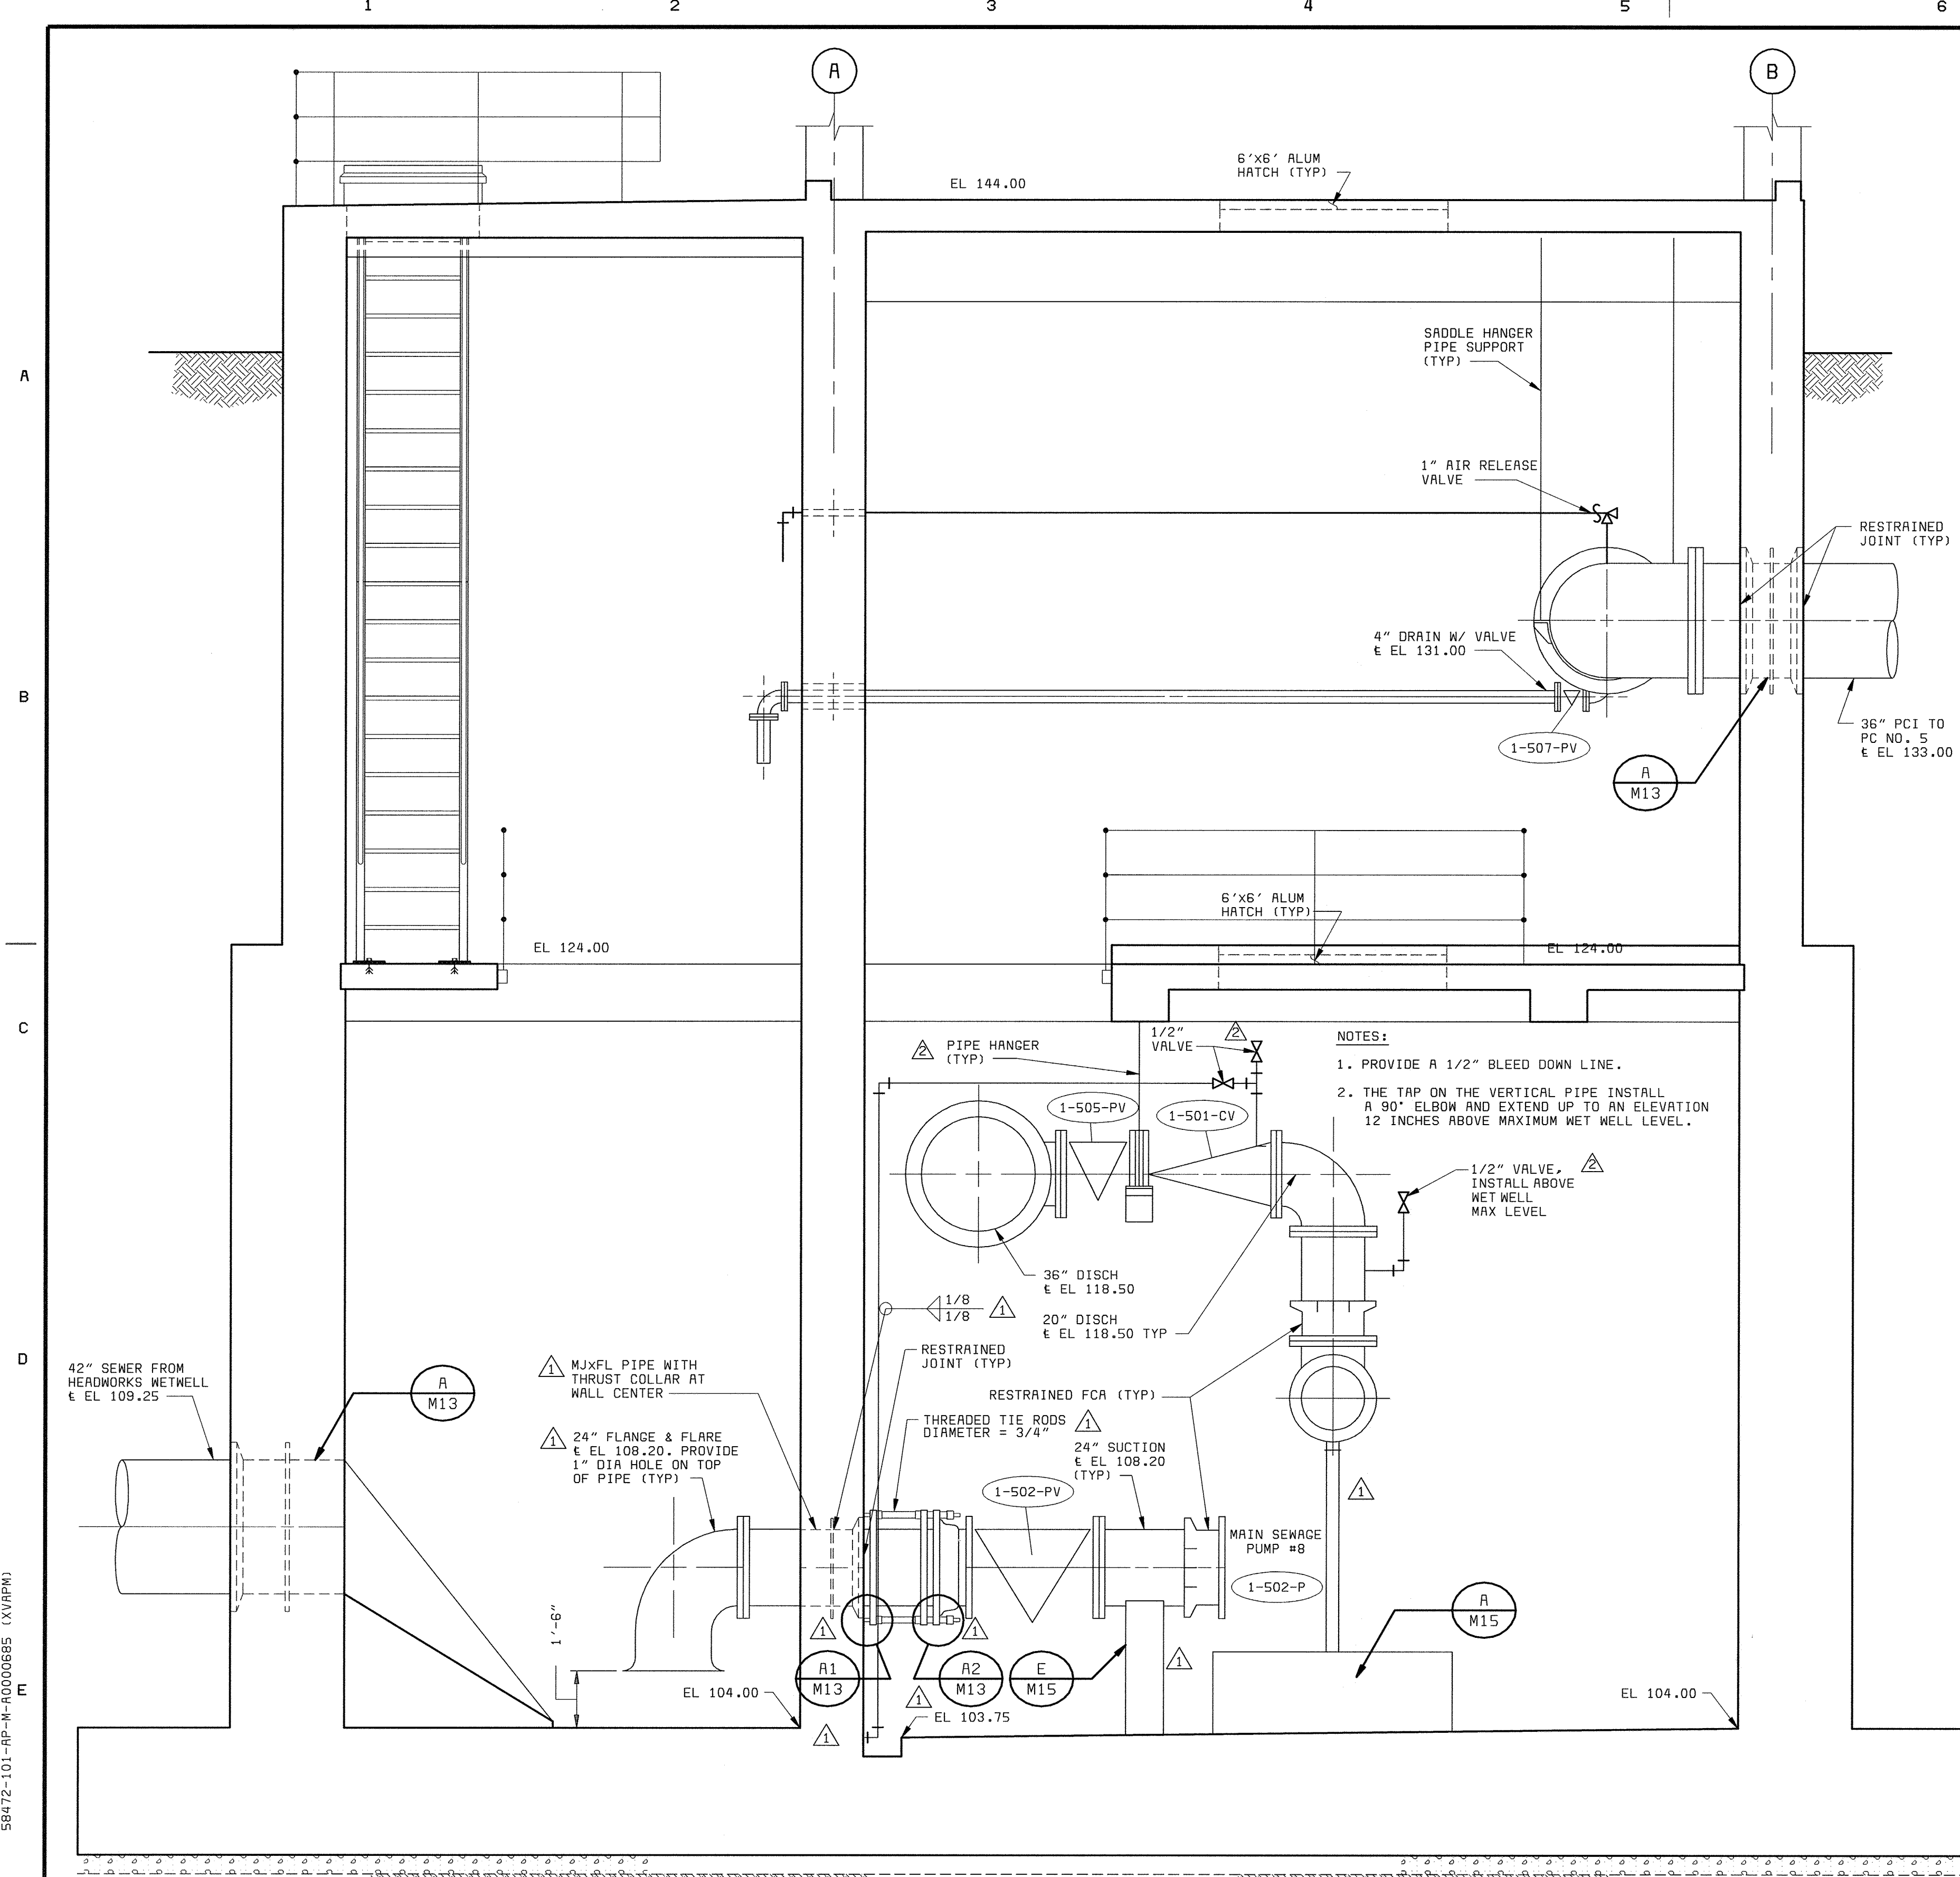 1 2 3 4 5 6
A B
6'x6' ALUM
HATCH (TYP)
EL 144.00
SADDLE HANGER
PIPE SUPPORT
(TYP)
A
1" AIR RELEASE
VALVE
RESTRAINED
JOINT (TYP)
4" DRAIN W/ VALVE
℄ EL 131.00
B
36" PCI TO
PC NO. 5
℄ EL 133.00
1-507-PV
A
M13
6'x6' ALUM
HATCH (TYP)
EL 124.00
EL 124.00
C
2 PIPE HANGER
(TYP)
1/2"
VALVE
2
NOTES:
1. PROVIDE A 1/2" BLEED DOWN LINE.
2. THE TAP ON THE VERTICAL PIPE INSTALL
A 90° ELBOW AND EXTEND UP TO AN ELEVATION
12 INCHES ABOVE MAXIMUM WET WELL LEVEL.
1-505-PV
1-501-CV
1/2" VALVE,
INSTALL ABOVE
WET WELL
MAX LEVEL
2
36" DISCH
℄ EL 118.50
1/8
1/8
1
20" DISCH
℄ EL 118.50 TYP
D
42" SEWER FROM
HEADWORKS WETWELL
℄ EL 109.25
A
M13
1 MJxFL PIPE WITH
THRUST COLLAR AT
WALL CENTER
RESTRAINED
JOINT (TYP)
RESTRAINED FCA (TYP)
THREADED TIE RODS
DIAMETER = 3/4"
1
1 24" FLANGE & FLARE
℄ EL 108.20. PROVIDE
1" DIA HOLE ON TOP
OF PIPE (TYP)
24" SUCTION
℄ EL 108.20
(TYP)
1-502-PV
1
MAIN SEWAGE
PUMP #8
1-502-P
1'-6"
1
1
1
A
M15
A1
M13
A2
M13
E
M15
E
EL 104.00
1
EL 103.75
1
EL 104.00
58472-101-AP-M-A0000685 (XVAPM)